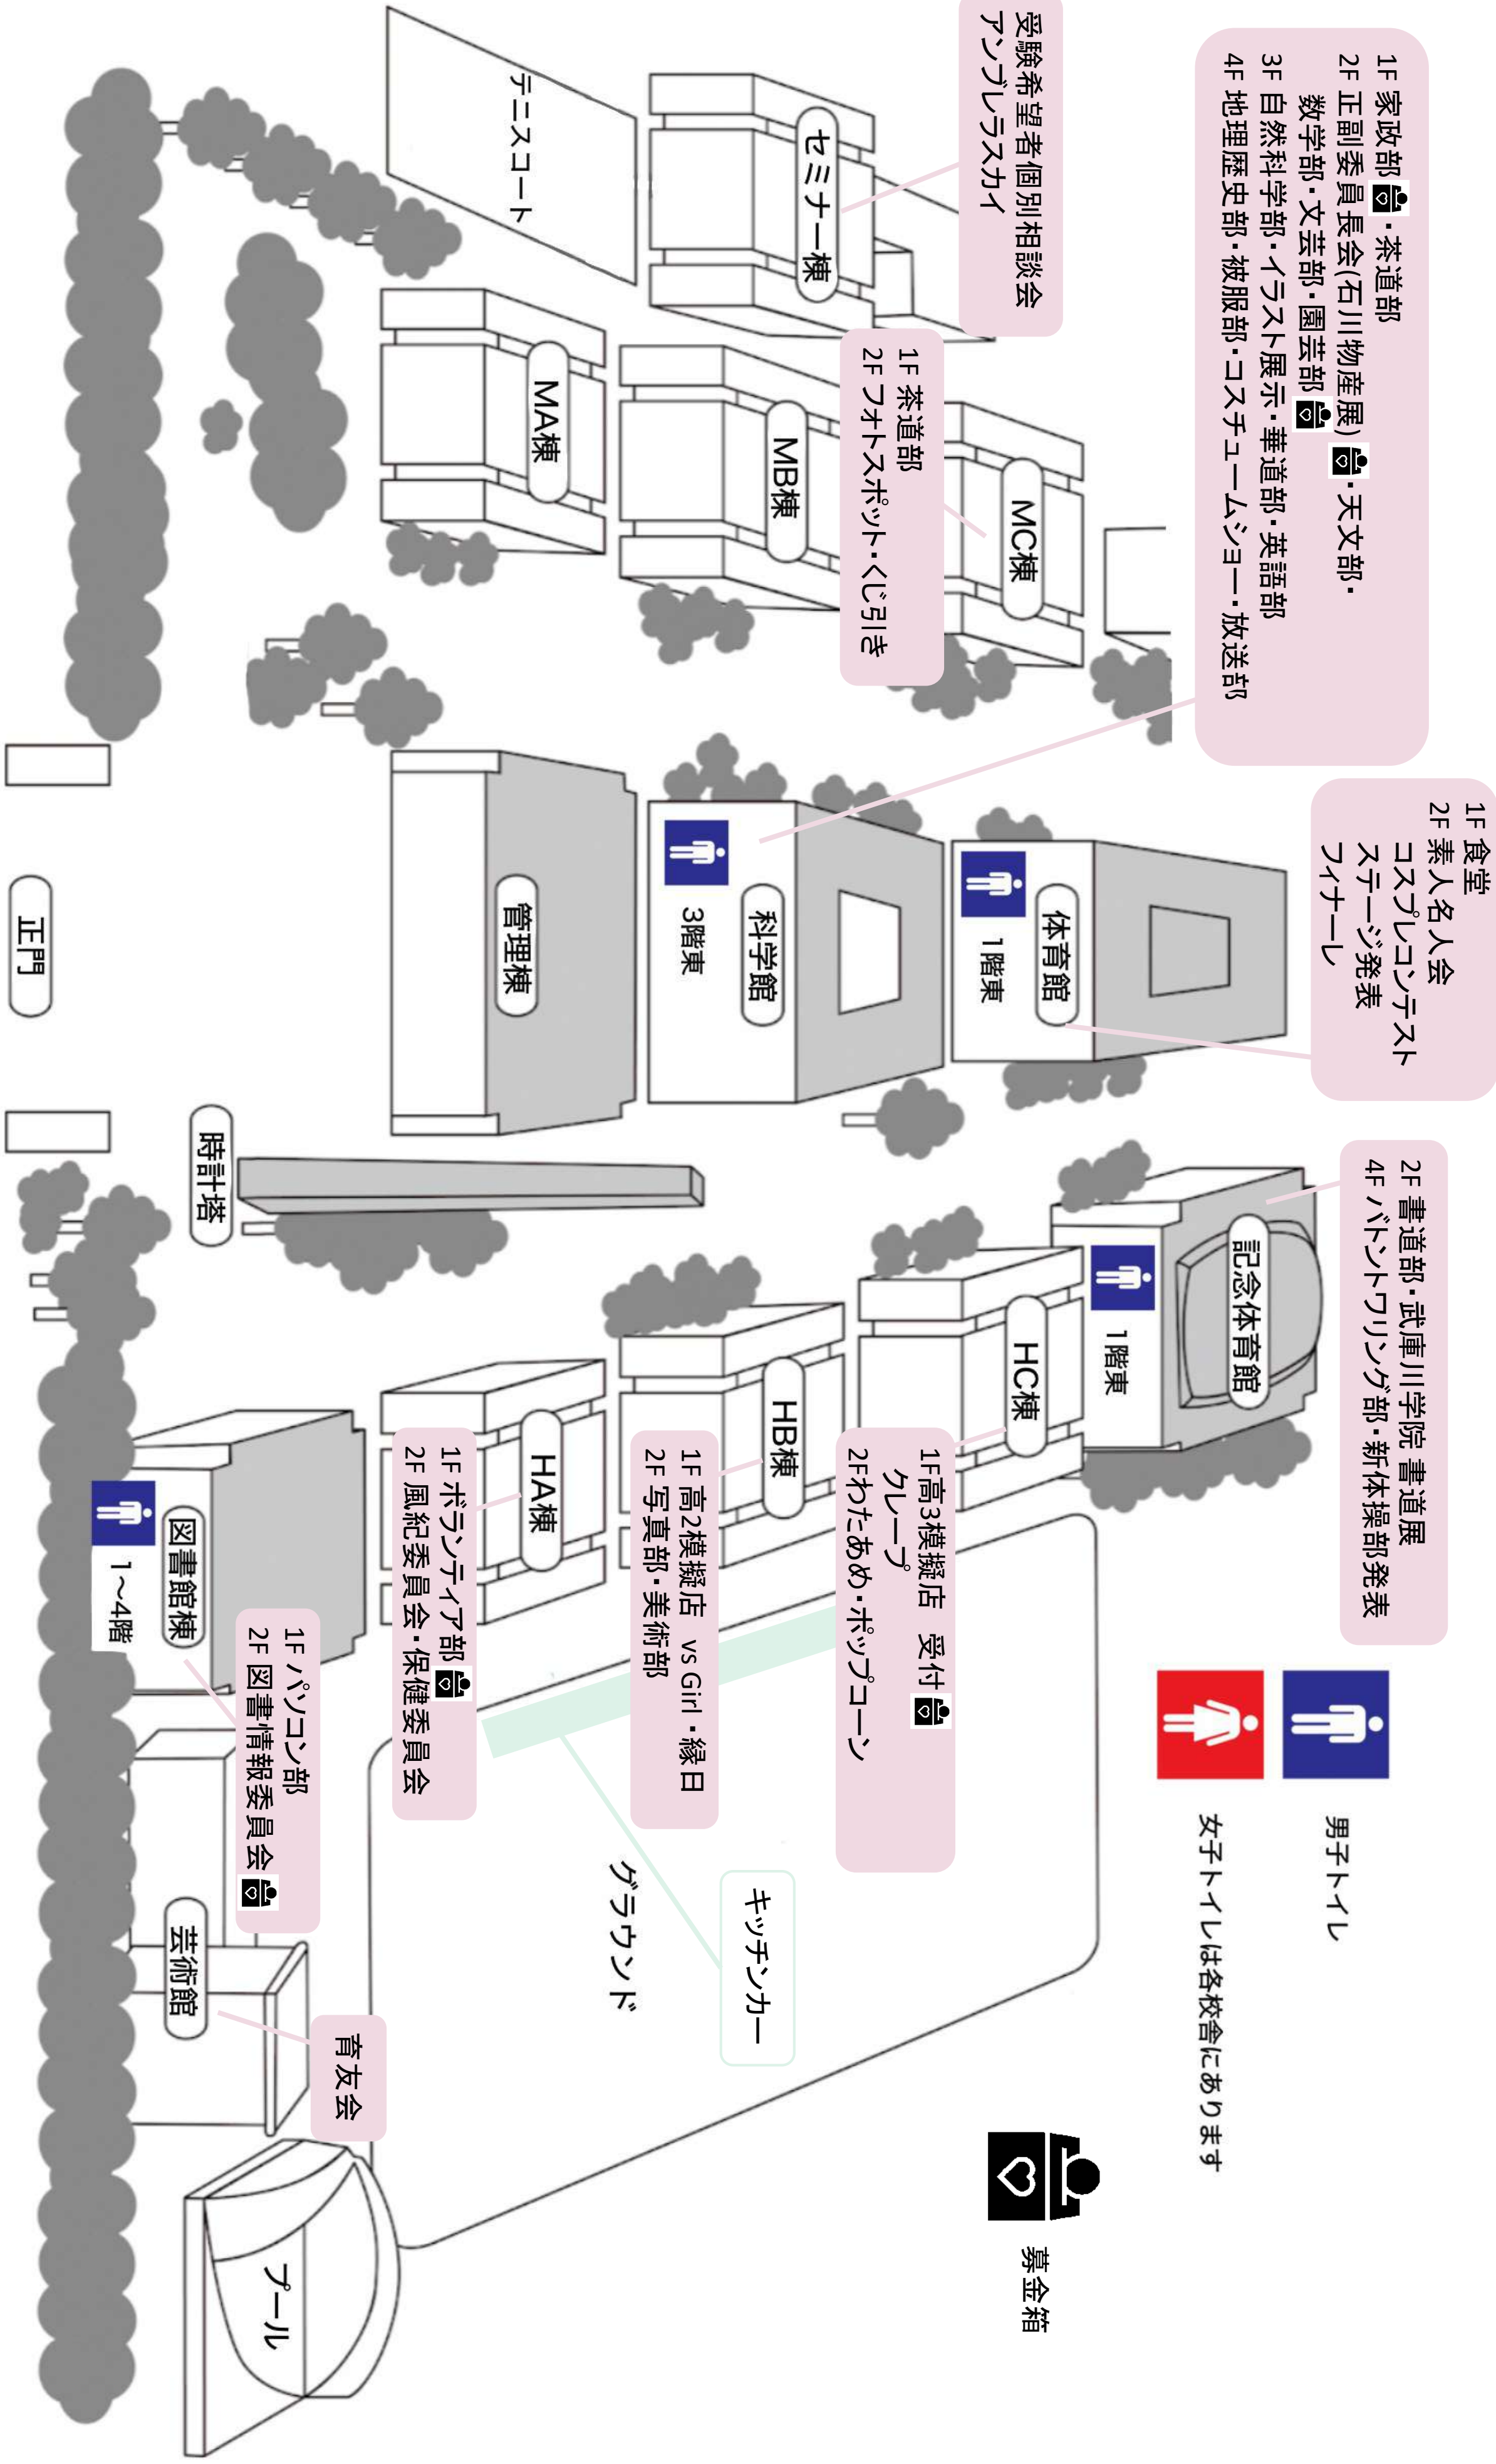 1F 家政部・茶道部
2F 正副委員長会(石川物産展)・天文部・
数学部・文芸部・園芸部
3F 自然科学部・イラスト展示・華道部・英語部
4F 地理歴史部・被服部・コスチュームショー・放送部
1F 食堂
2F 素人名人会
コスプレコンテスト
ステージ発表
フィナーレ
2F 書道部・武庫川学院 書道展
4F バトントワリング部・新体操部発表
男子トイレ
女子トイレは各校舎にあります
募金箱
受験希望者個別相談会
アンブレラスカイ
セミナー棟
テニスコート
1F 茶道部
2F フォトスポット・くじ引き
MC棟
MB棟
MA棟
体育館
1階東
科学館
3階東
管理棟
記念体育館
1階東
HC棟
1F高3模擬店 受付
クレープ
2Fわたあめ・ポップコーン
HB棟
1F 高2模擬店 vs Girl ・縁日
2F 写真部・美術部
HA棟
1F ボランティア部
2F 風紀委員会・保健委員会
キッチンカー
グラウンド
時計塔
正門
図書館棟
1～4階
1F パソコン部
2F 図書情報委員会
芸術館
育友会
プール